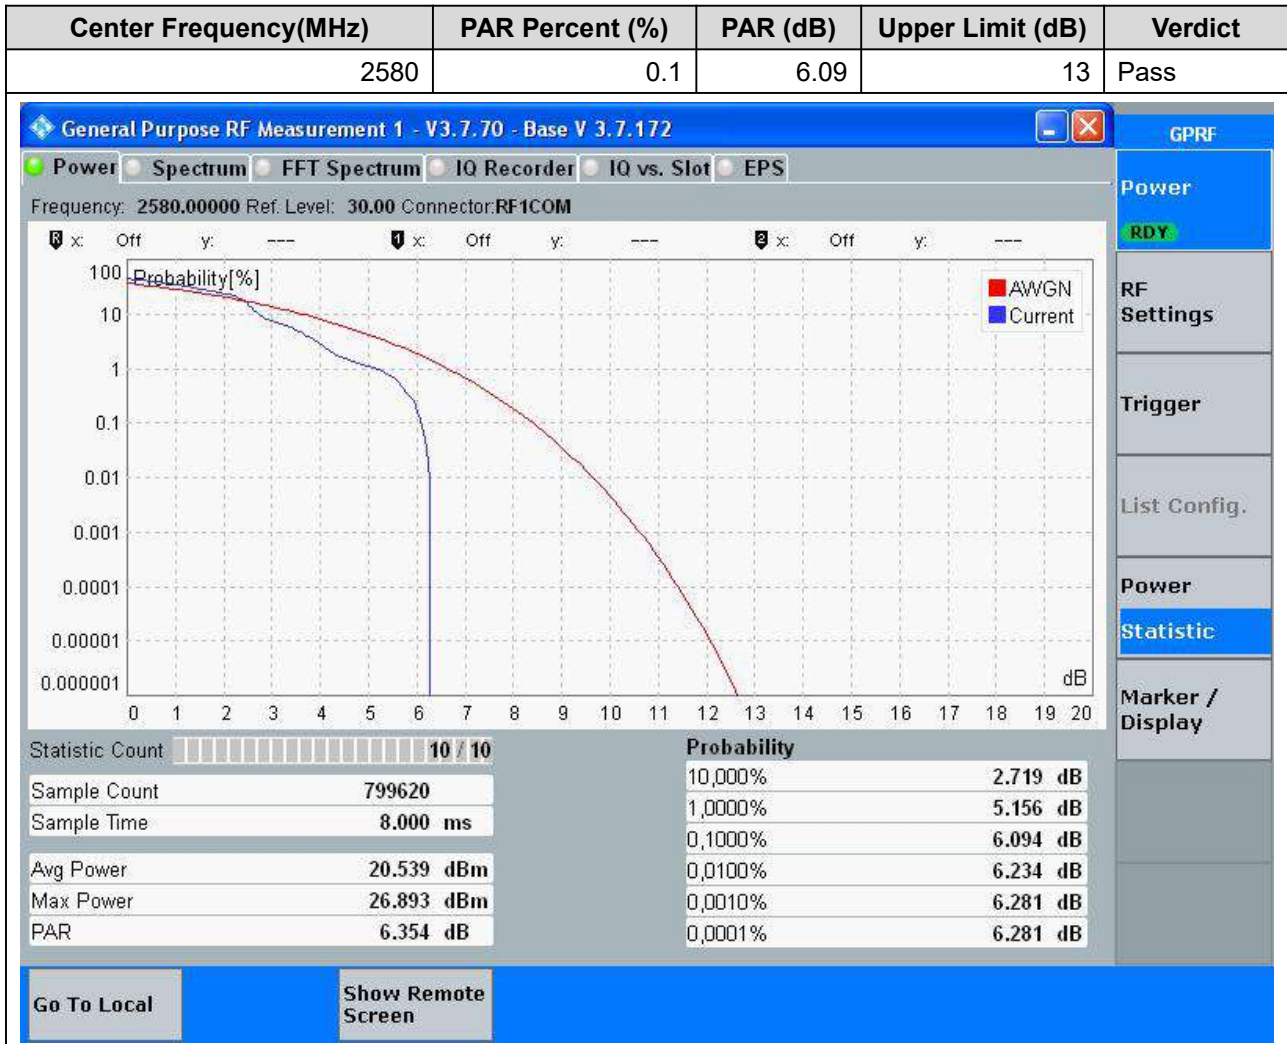 Center Frequency(MHz) PAR Percent (%) PAR (dB) Upper Limit (dB) Verdict
2580 0.1 6.09 13 Pass
General Purpose RF Measurement 1 - V3.7.70 - Base V 3.7.172
GPRF
Power Spectrum FFT Spectrum IQ Recorder IQ vs. Slot EPS
Frequency: 2580.00000 Ref. Level: 30.00 Connector:RF1COM
R x: Off y: --- 1 x: Off y: --- 2 x: Off y: ---
Probability[%]
AWGN
Current
100
10
1
0.1
0.01
0.001
0.0001
0.00001
0.000001
dB
0 1 2 3 4 5 6 7 8 9 10 11 12 13 14 15 16 17 18 19 20
Statistic Count 10 / 10
Sample Count 799620
Sample Time 8.000 ms
Avg Power 20.539 dBm
Max Power 26.893 dBm
PAR 6.354 dB
Probability
10,000% 2.719 dB
1,0000% 5.156 dB
0,1000% 6.094 dB
0,0100% 6.234 dB
0,0010% 6.281 dB
0,0001% 6.281 dB
Power
RDY
RF
Settings
Trigger
List Config.
Power
Statistic
Marker /
Display
Go To Local
Show Remote
Screen